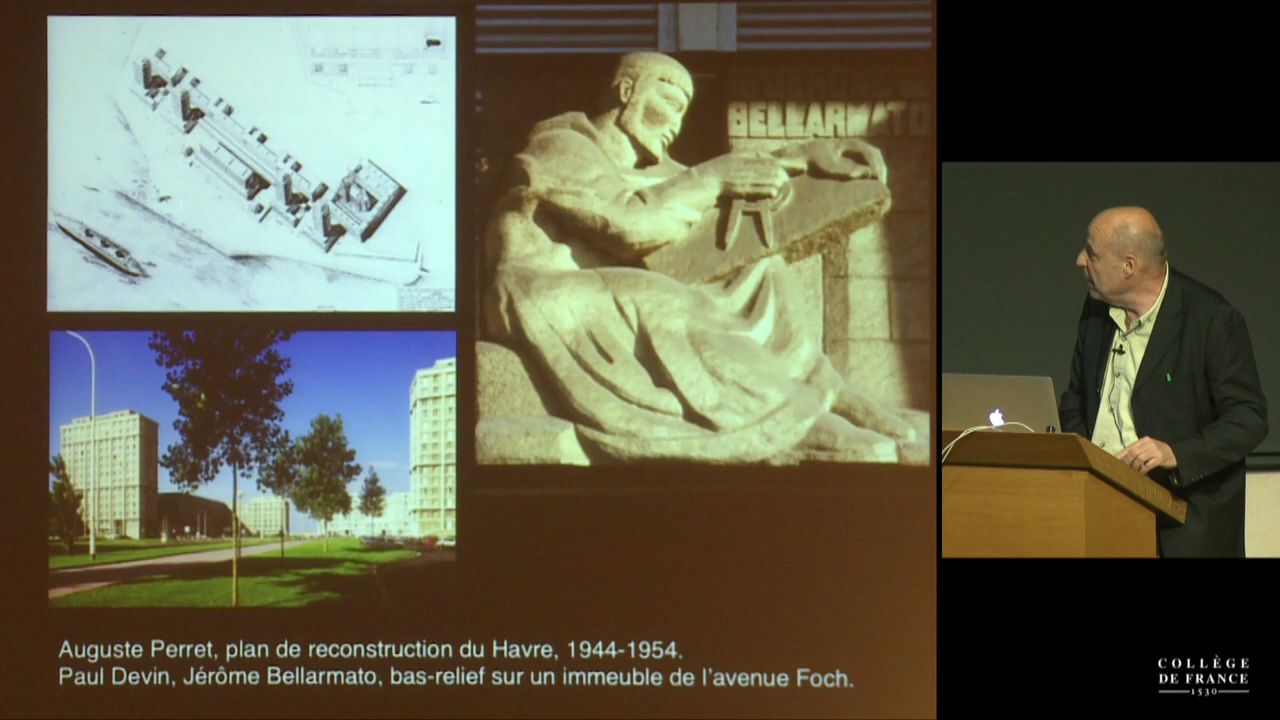 BELLARMATO
Auguste Perret, plan de reconstruction du Havre, 1944-1954.
Paul Devin, Jérôme Bellarmato, bas-relief sur un immeuble de l'avenue Foch.
COLLÈGE
DE FRANCE
1530